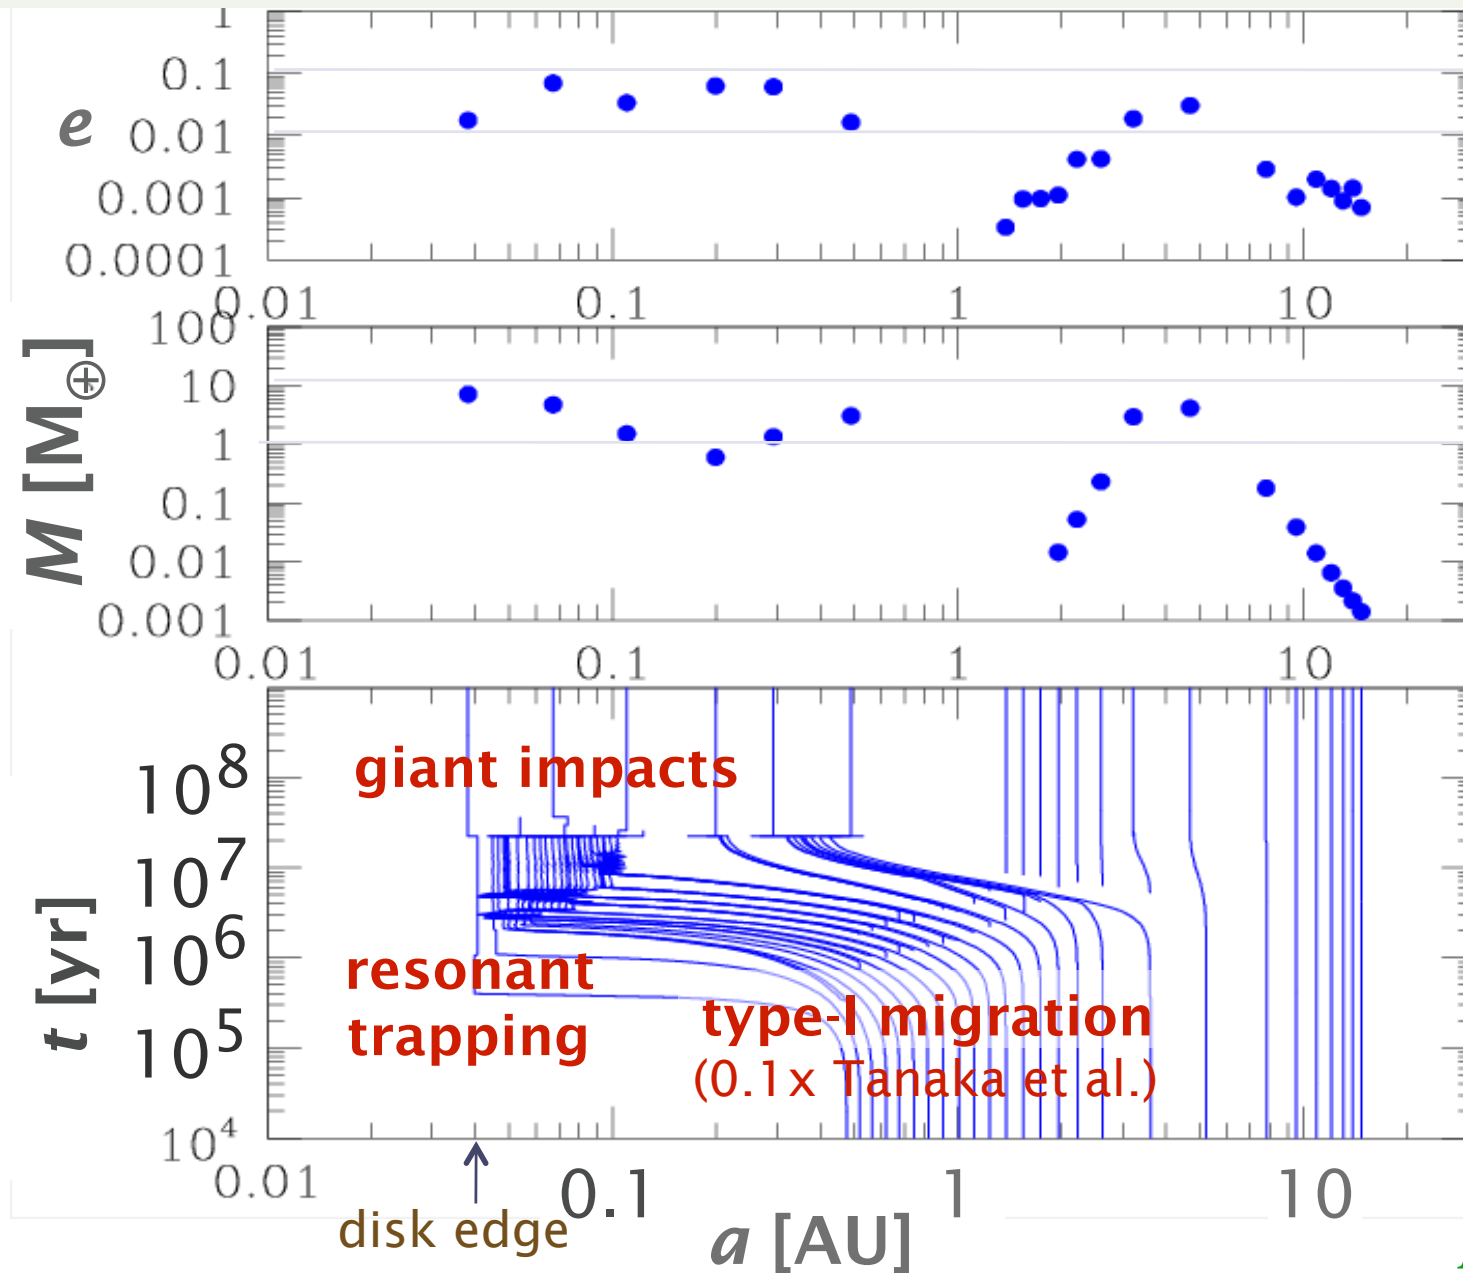 1
0.1
e
0.01
0.001
0.0001
0.01 0.1 1 10
100
M [M⊕]
10
1
0.1
0.01
0.001
0.01 0.1 1 10
giant impacts
10^8
10^7
t [yr]
10^6
resonant
trapping
type-I migration
10^5
(0.1x Tanaka et al.)
10^4
0.01 0.1 1 10
disk edge
a [AU]